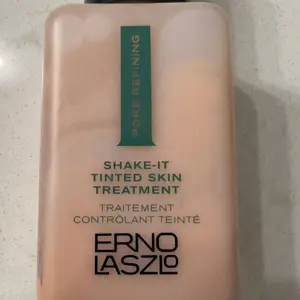 PORE REFINING
SHAKE-IT
TINTED SKIN
TREATMENT
TRAITEMENT
CONTRÔLANT TEINTÉ
ERNO
LASZLO